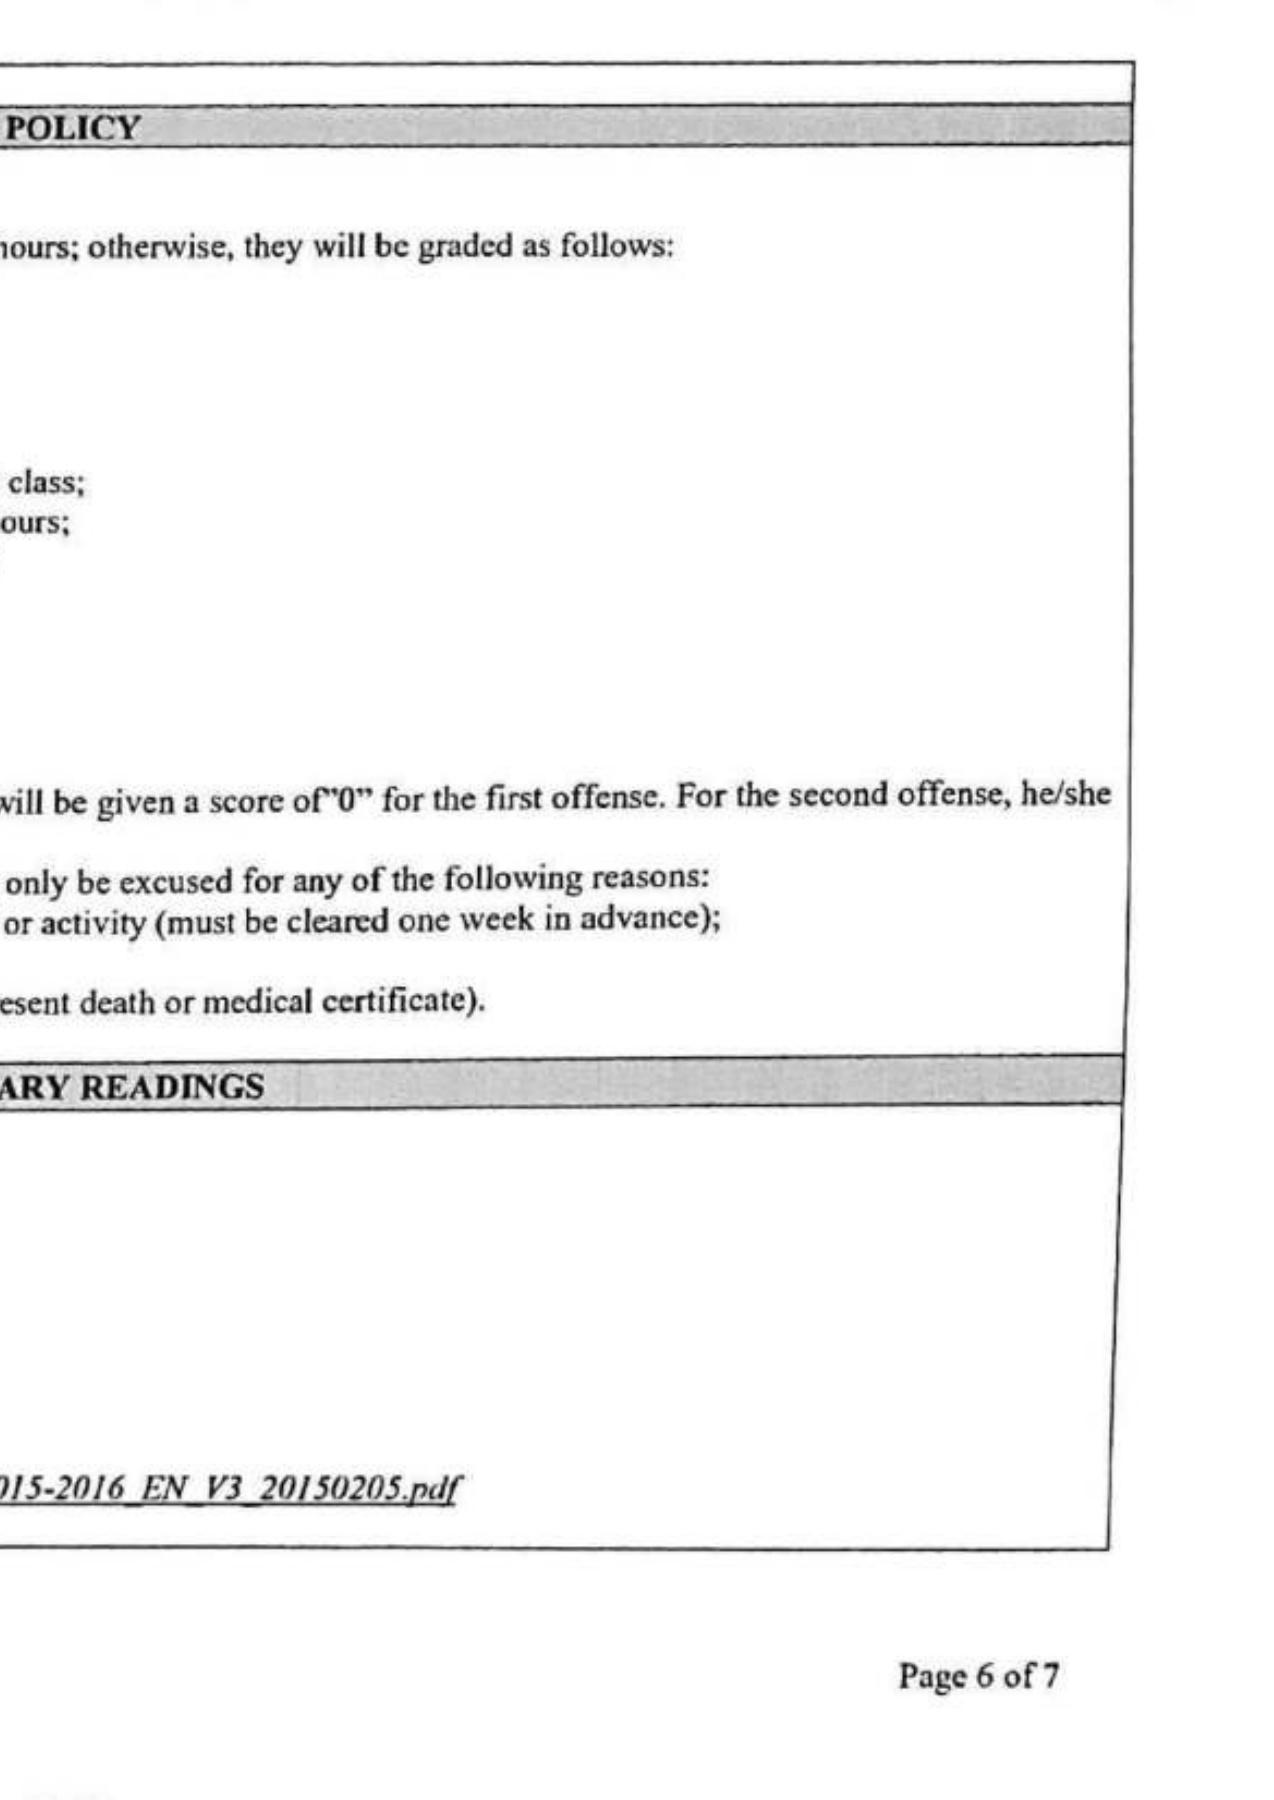 POLICY
hours; otherwise, they will be graded as follows:
class;
ours;
will be given a score of"0" for the first offense. For the second offense, he/she
only be excused for any of the following reasons:
or activity (must be cleared one week in advance);
esent death or medical certificate).
ARY READINGS
015-2016_EN_V3_20150205.pdf
Page 6 of 7